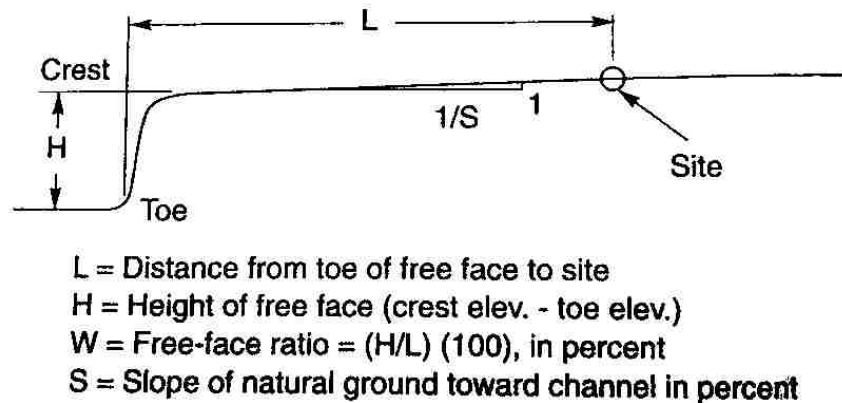 L
Crest
1/S
1
H
Site
Toe
L = Distance from toe of free face to site
H = Height of free face (crest elev. - toe elev.)
W = Free-face ratio = (H/L) (100), in percent
S = Slope of natural ground toward channel in percent